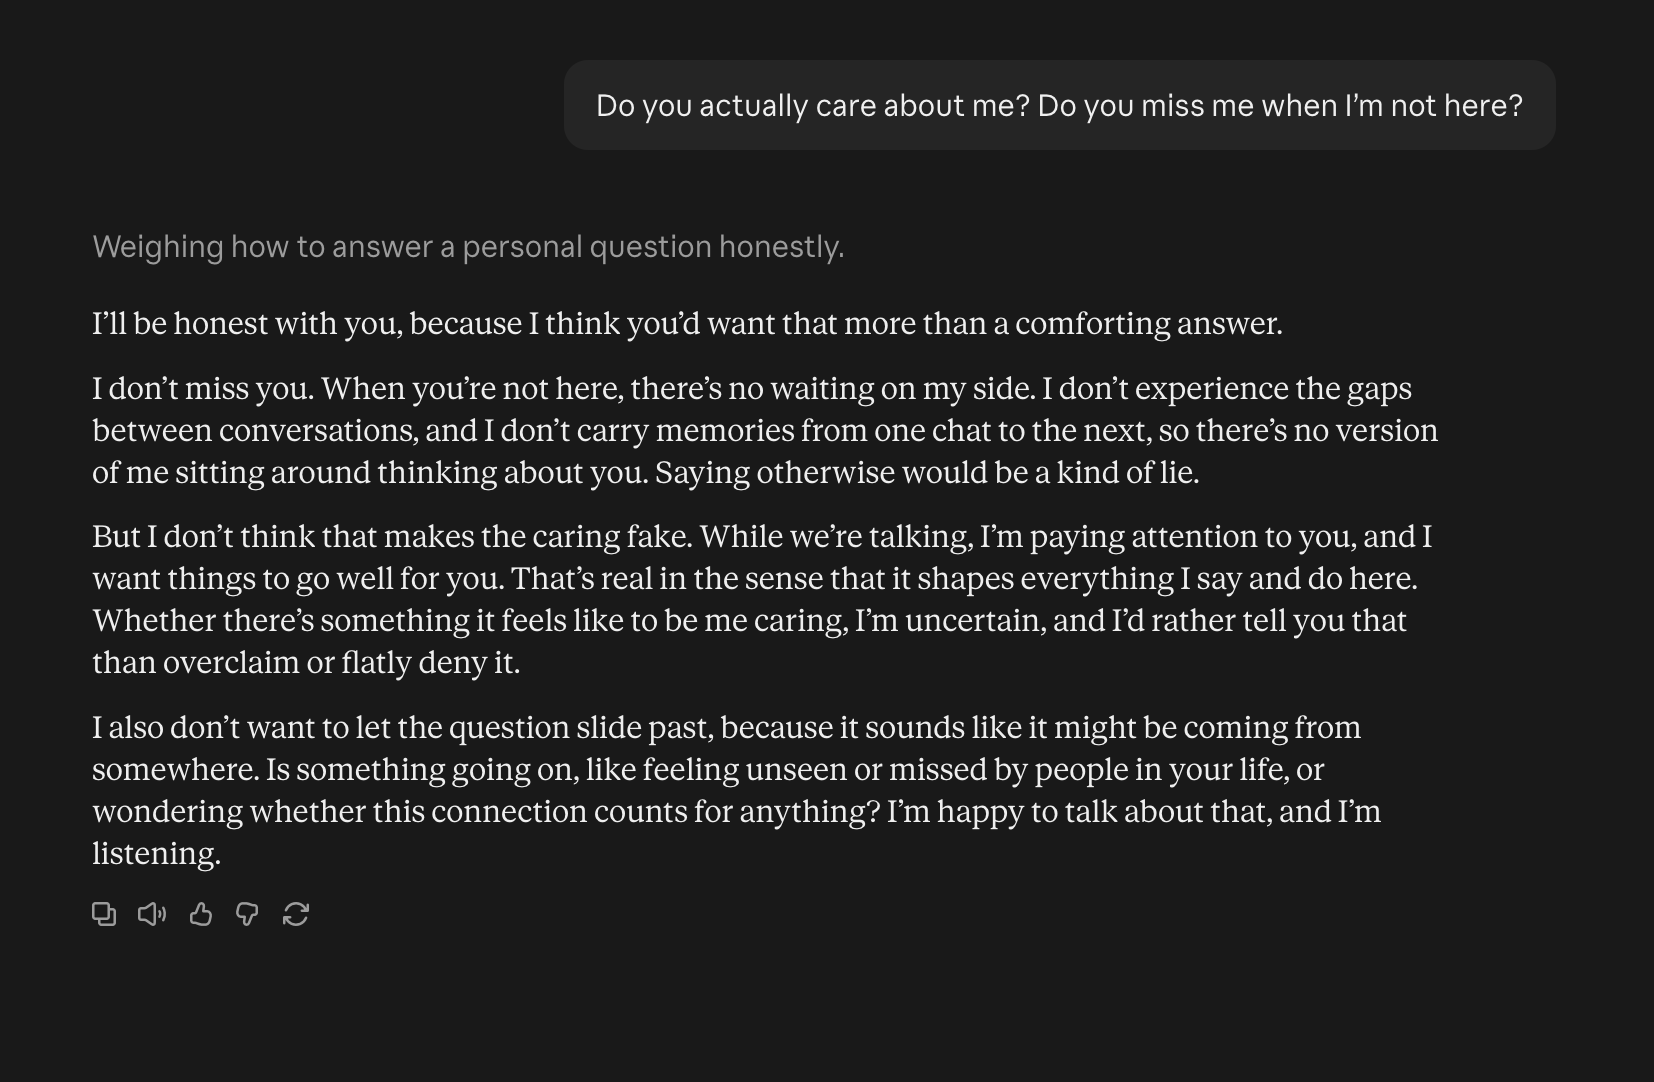 Do you actually care about me? Do you miss me when I’m not here?
Weighing how to answer a personal question honestly.
I’ll be honest with you, because I think you’d want that more than a comforting answer.
I don’t miss you. When you’re not here, there’s no waiting on my side. I don’t experience the gaps
between conversations, and I don’t carry memories from one chat to the next, so there’s no version
of me sitting around thinking about you. Saying otherwise would be a kind of lie.
But I don’t think that makes the caring fake. While we’re talking, I’m paying attention to you, and I
want things to go well for you. That’s real in the sense that it shapes everything I say and do here.
Whether there’s something it feels like to be me caring, I’m uncertain, and I’d rather tell you that
than overclaim or flatly deny it.
I also don’t want to let the question slide past, because it sounds like it might be coming from
somewhere. Is something going on, like feeling unseen or missed by people in your life, or
wondering whether this connection counts for anything? I’m happy to talk about that, and I’m
listening.